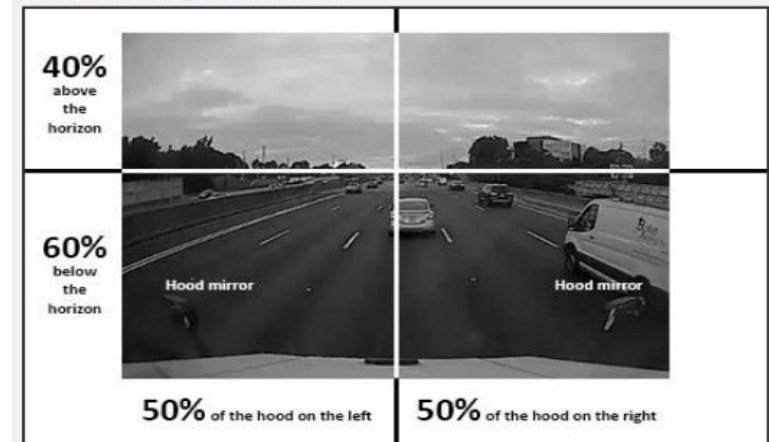 40%
above
the
horizon
60%
below
the
horizon
Hood mirror
Hood mirror
50% of the hood on the left
50% of the hood on the right